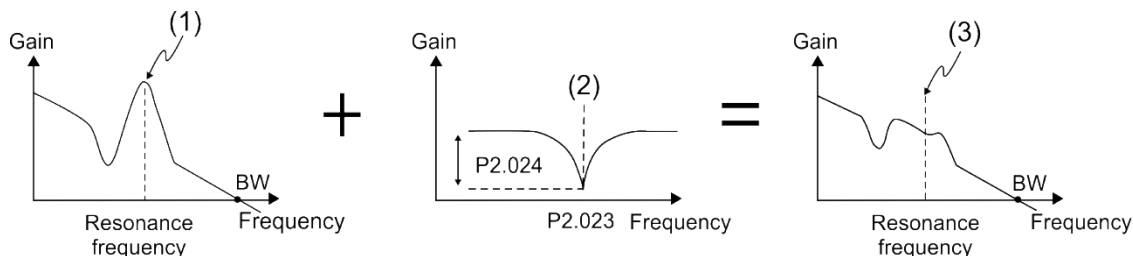 (1)
Gain
BW
Resonance
frequency
Frequency
+
Gain
(2)
P2.024
P2.023
Frequency
=
(3)
Gain
BW
Resonance
frequency
Frequency